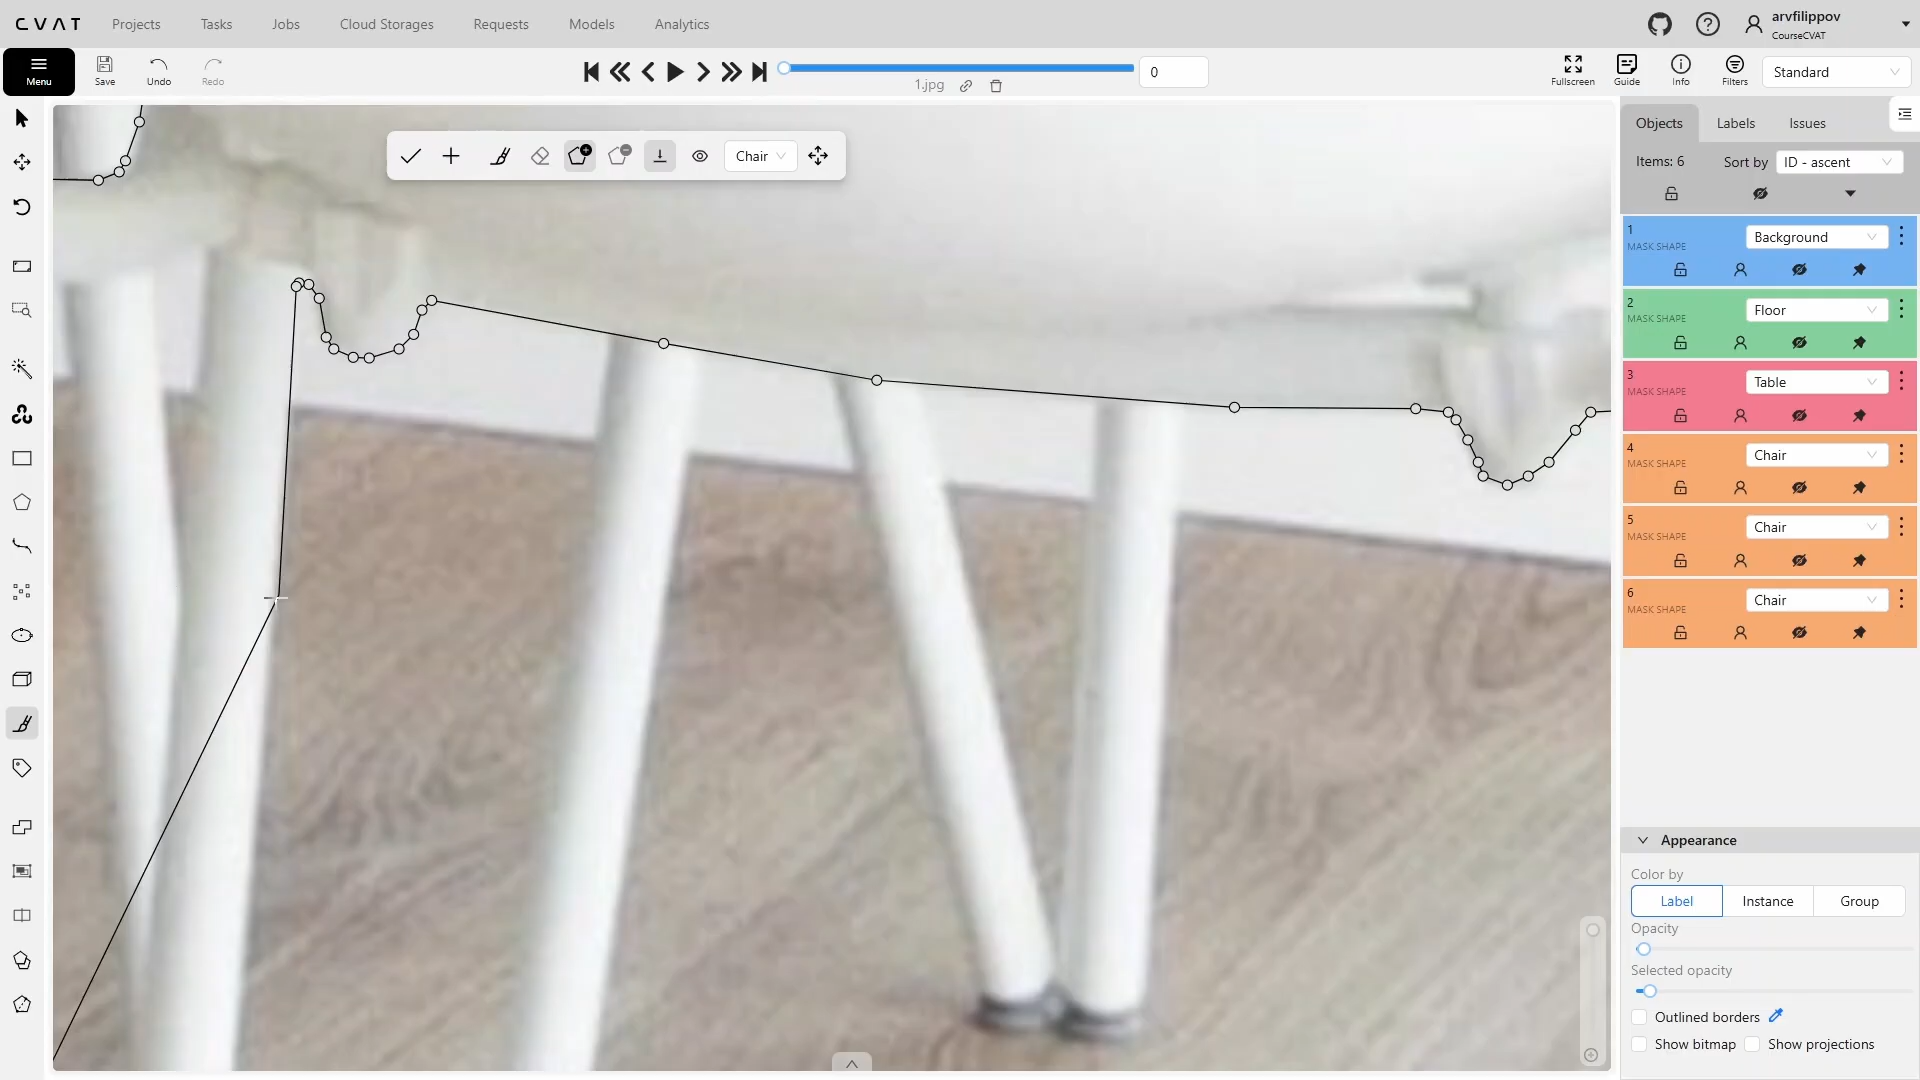 CVAT
Projects
Tasks
Jobs
Cloud Storages
Requests
Models
Analytics
arvfilippov
CourseCVAT
Menu
Save
Undo
Redo
0
1.jpg
Fullscreen
Guide
Info
Filters
Standard
Chair
Objects
Labels
Issues
Items: 6
Sort by
ID - ascent
1
MASK SHAPE
Background
2
MASK SHAPE
Floor
3
MASK SHAPE
Table
4
MASK SHAPE
Chair
5
MASK SHAPE
Chair
6
MASK SHAPE
Chair
Appearance
Color by
Label
Instance
Group
Opacity
Selected opacity
Outlined borders
Show bitmap
Show projections